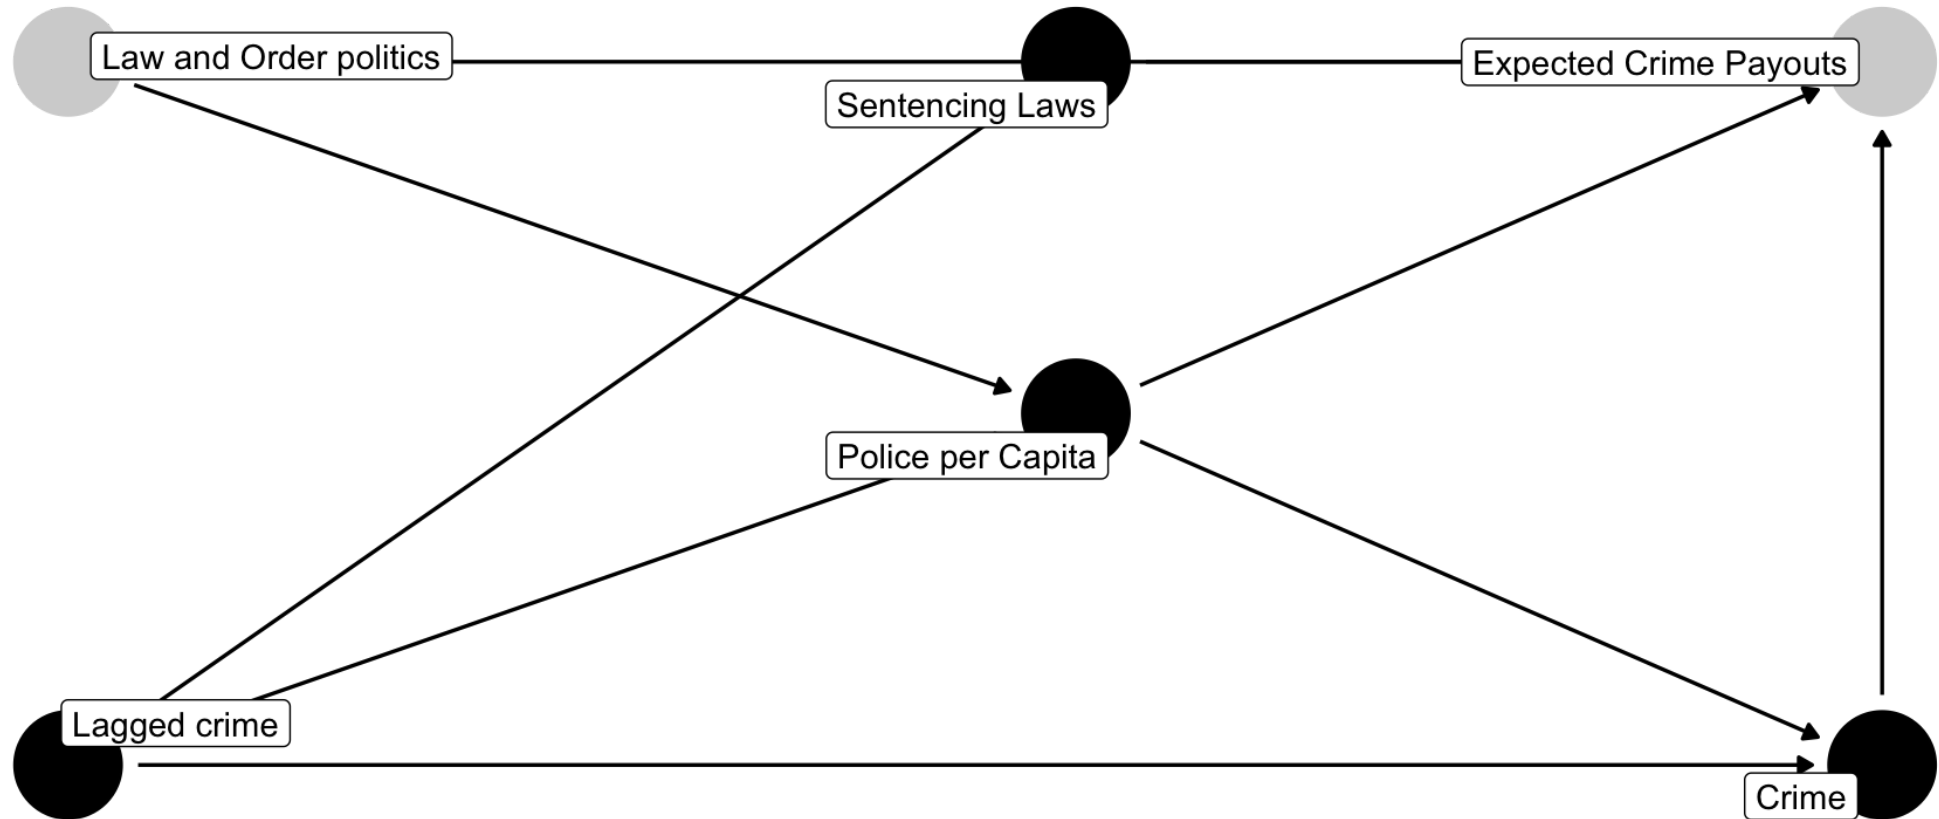 Law and Order politics
Expected Crime Payouts
Sentencing Laws
Police per Capita
Lagged crime
Crime